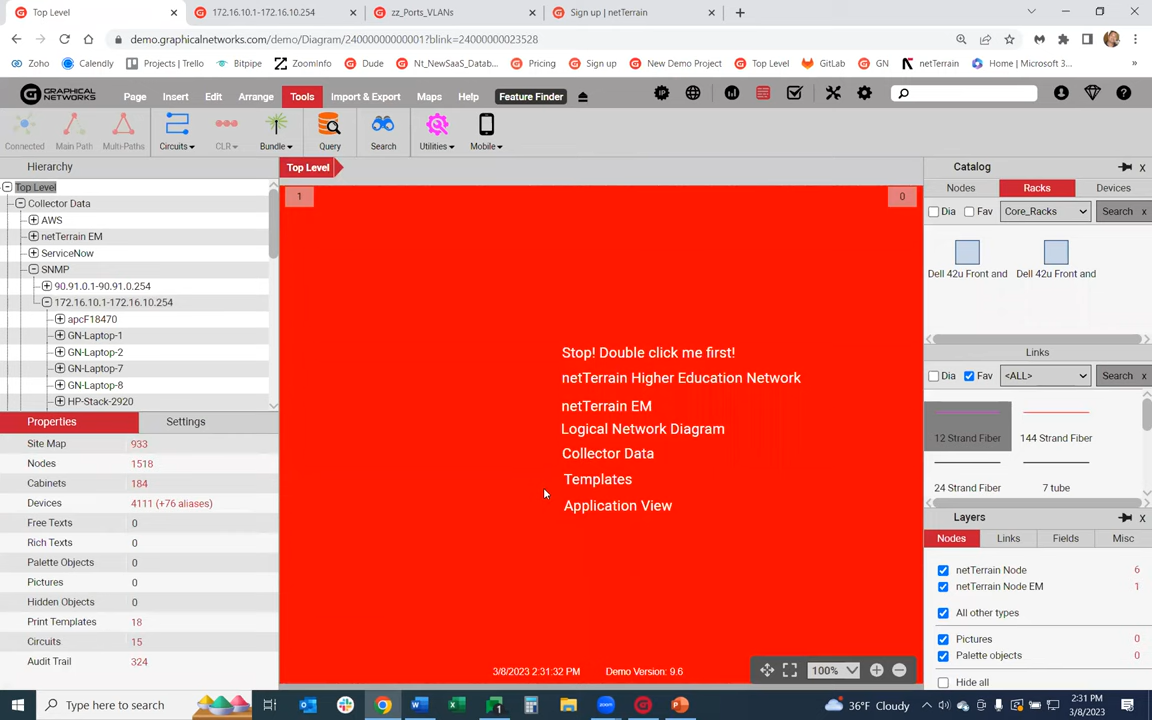 Top Level
172.16.10.1-172.16.10.254
zz_Ports_VLANs
Sign up | netTerrain
demo.graphicalnetworks.com/demo/Diagram/24000000000001?blink=24000000023528
Zoho
Calendly
Projects | Trello
Bitpipe
ZoomInfo
Dude
Nt_NewSaaS_Datab...
Pricing
Sign up
New Demo Project
Top Level
GitLab
GN
netTerrain
Home | Microsoft 3...
GRAPHICAL NETWORKS
Page
Insert
Edit
Arrange
Tools
Import & Export
Maps
Help
Feature Finder
Connected
Main Path
Multi-Paths
Circuits
CLR
Bundle
Query
Search
Utilities
Mobile
Hierarchy
Top Level
Collector Data
AWS
netTerrain EM
ServiceNow
SNMP
90.91.0.1-90.91.0.254
172.16.10.1-172.16.10.254
apcF18470
GN-Laptop-1
GN-Laptop-2
GN-Laptop-7
GN-Laptop-8
HP-Stack-2920
Properties
Settings
Site Map 933
Nodes 1518
Cabinets 184
Devices 4111 (+76 aliases)
Free Texts 0
Rich Texts 0
Palette Objects 0
Pictures 0
Hidden Objects 0
Print Templates 18
Circuits 15
Audit Trail 324
Top Level
1
0
Stop! Double click me first!
netTerrain Higher Education Network
netTerrain EM
Logical Network Diagram
Collector Data
Templates
Application View
3/8/2023 2:31:32 PM
Demo Version: 9.6
100%
Catalog
X
Nodes
Racks
Devices
Dia
Fav
Core_Racks
Search
x
Dell 42u Front and
Dell 42u Front and
Links
Dia
Fav
<ALL>
Search
x
12 Strand Fiber
144 Strand Fiber
24 Strand Fiber
7 tube
Layers
X
Nodes
Links
Fields
Misc
netTerrain Node 6
netTerrain Node EM 1
All other types
Pictures 0
Palette objects 0
Hide all
Type here to search
36°F Cloudy
2:31 PM
3/8/2023